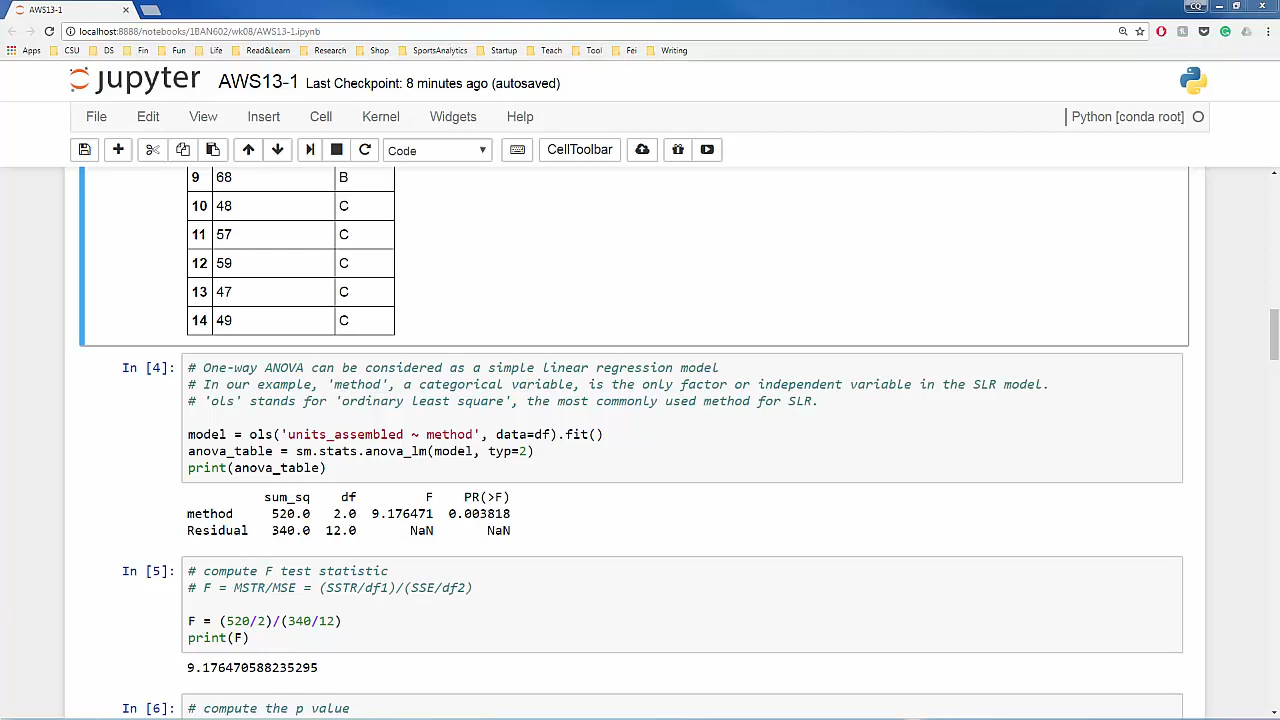 AWS13-1
CQ
localhost:8888/notebooks/1BAN602/wk08/AWS13-1.ipynb
Apps CSU DS Fin Fun Life Read&Learn Research Shop SportsAnalytics Startup Teach Tool Fei Writing
jupyter AWS13-1 Last Checkpoint: 8 minutes ago (autosaved)
File Edit View Insert Cell Kernel Widgets Help Python [conda root]
Code CellToolbar
9 68 B
10 48 C
11 57 C
12 59 C
13 47 C
14 49 C
In [4]: # One-way ANOVA can be considered as a simple linear regression model
# In our example, 'method', a categorical variable, is the only factor or independent variable in the SLR model.
# 'ols' stands for 'ordinary least square', the most commonly used method for SLR.
model = ols('units_assembled ~ method', data=df).fit()
anova_table = sm.stats.anova_lm(model, typ=2)
print(anova_table)
sum_sq df F PR(>F)
method 520.0 2.0 9.176471 0.003818
Residual 340.0 12.0 NaN NaN
In [5]: # compute F test statistic
# F = MSTR/MSE = (SSTR/df1)/(SSE/df2)
F = (520/2)/(340/12)
print(F)
9.176470588235295
In [6]: # compute the p value